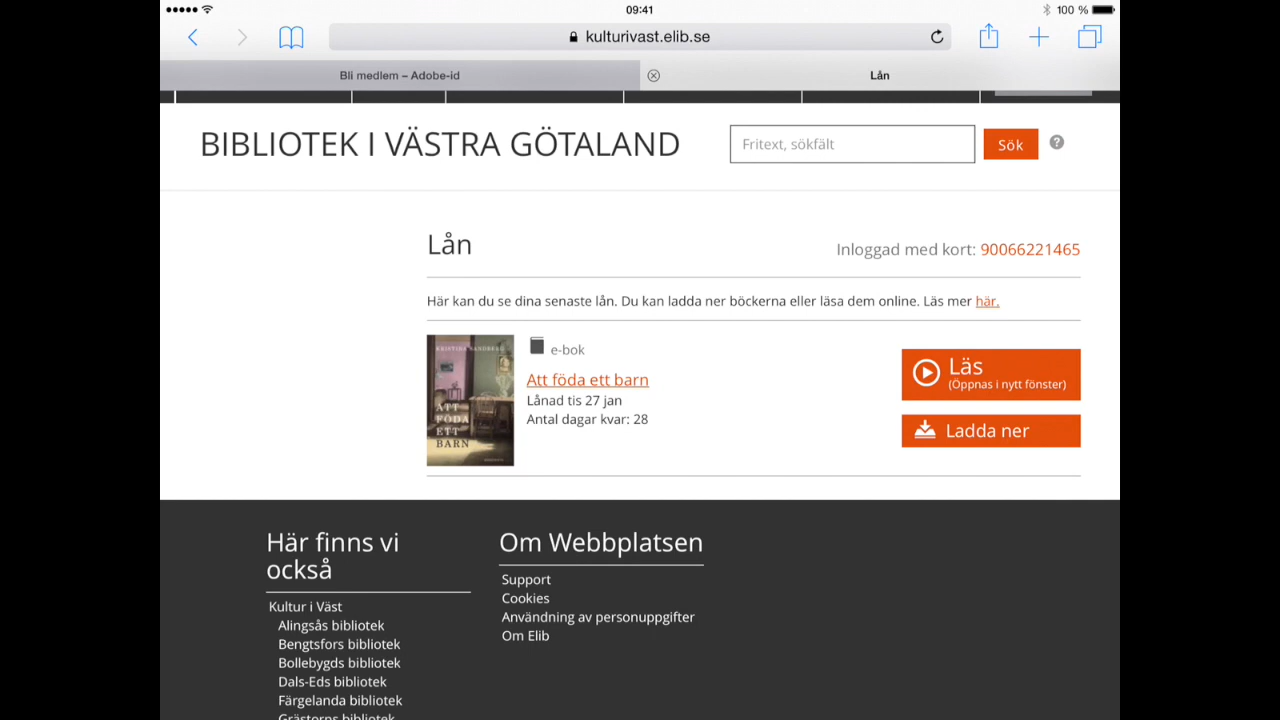 09:41
100 %
kulturivast.elib.se
Bli medlem – Adobe-id
Lån
BIBLIOTEK I VÄSTRA GÖTALAND
Fritext, sökfält
Sök
?
Lån
Inloggad med kort: 90066221465
Här kan du se dina senaste lån. Du kan ladda ner böckerna eller läsa dem online. Läs mer här.
KRISTINA SANDBERG
ATT
FÖDA
ETT
BARN
e-bok
Att föda ett barn
Lånad tis 27 jan
Antal dagar kvar: 28
Läs
(Öppnas i nytt fönster)
Ladda ner
Här finns vi
också
Kultur i Väst
Alingsås bibliotek
Bengtsfors bibliotek
Bollebygds bibliotek
Dals-Eds bibliotek
Färgelanda bibliotek
Grästorps bibliotek
Om Webbplatsen
Support
Cookies
Användning av personuppgifter
Om Elib